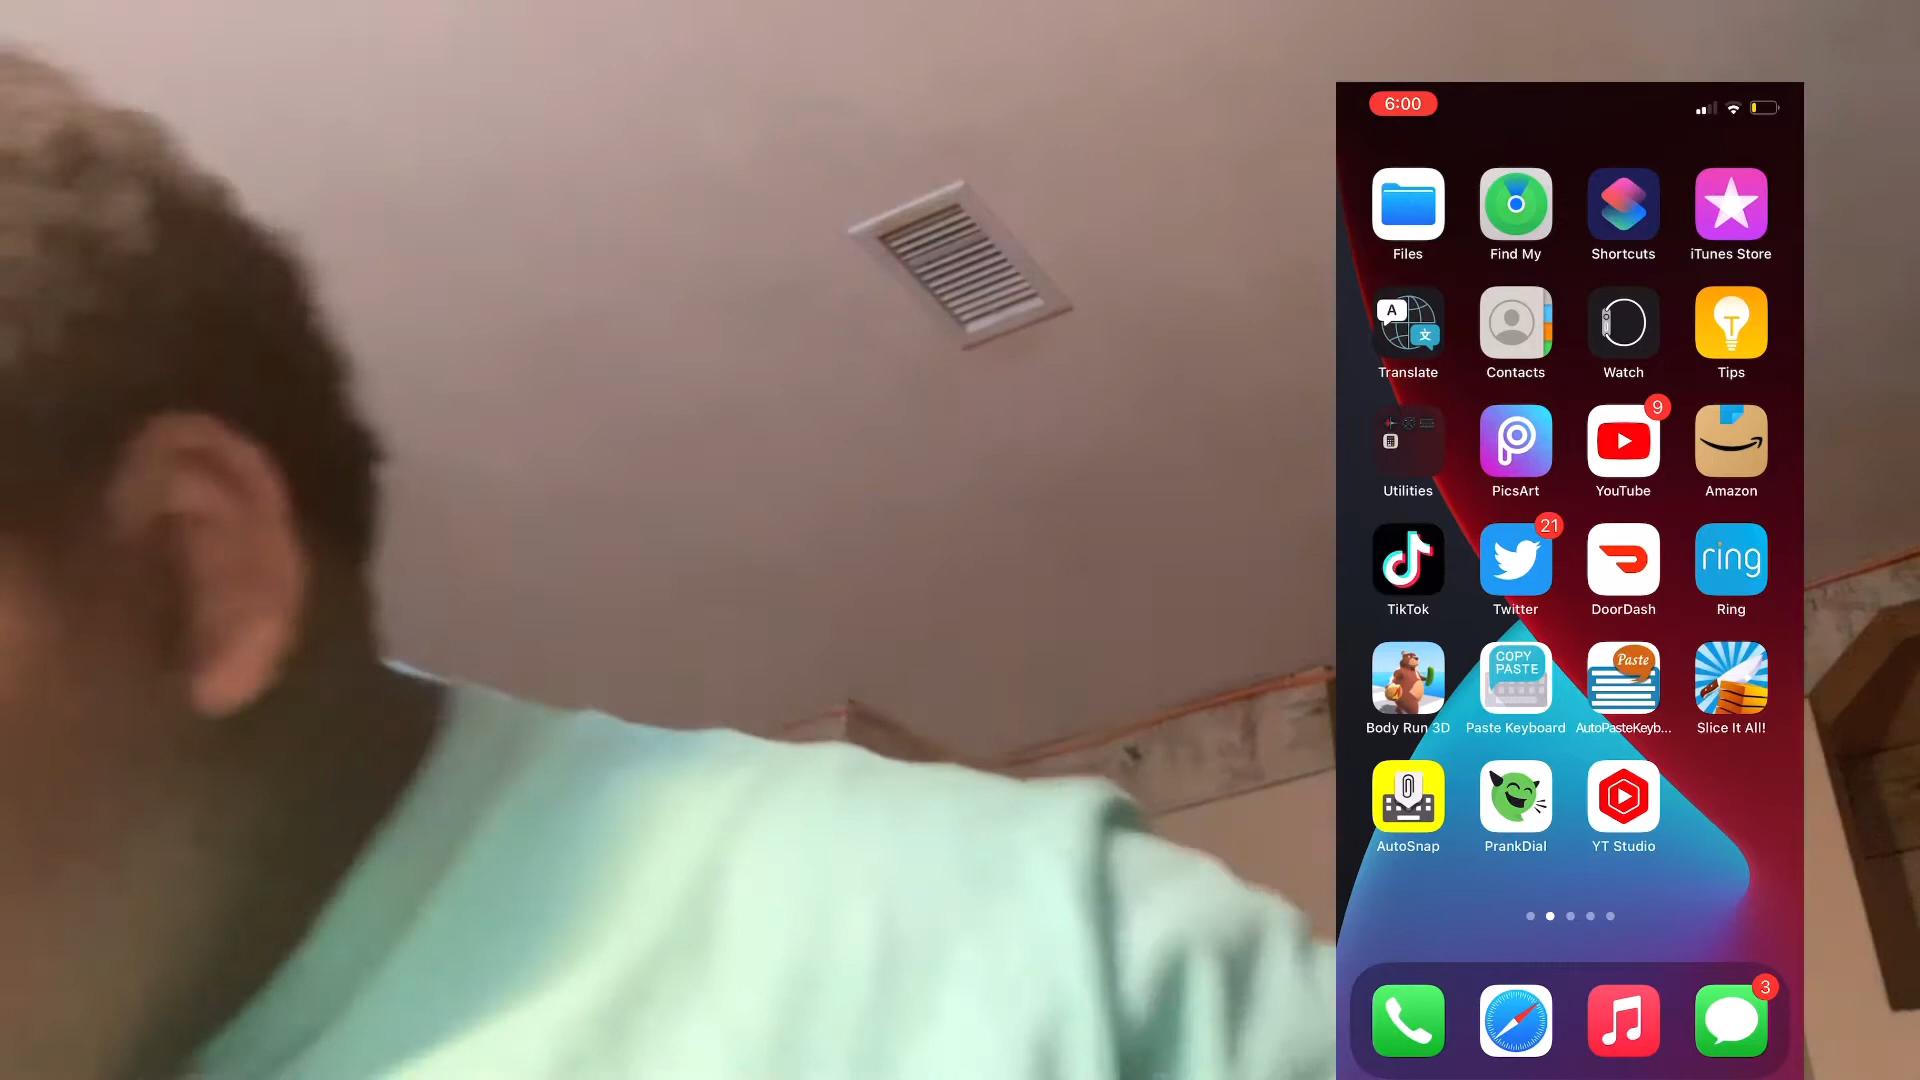 6:00
Files Find My Shortcuts iTunes Store
A
文
Translate Contacts Watch Tips
9
Utilities PicsArt YouTube Amazon
21
ring
TikTok Twitter DoorDash Ring
COPY
PASTE
Paste
Body Run 3D Paste Keyboard AutoPasteKeyb... Slice It All!
AutoSnap PrankDial YT Studio
3